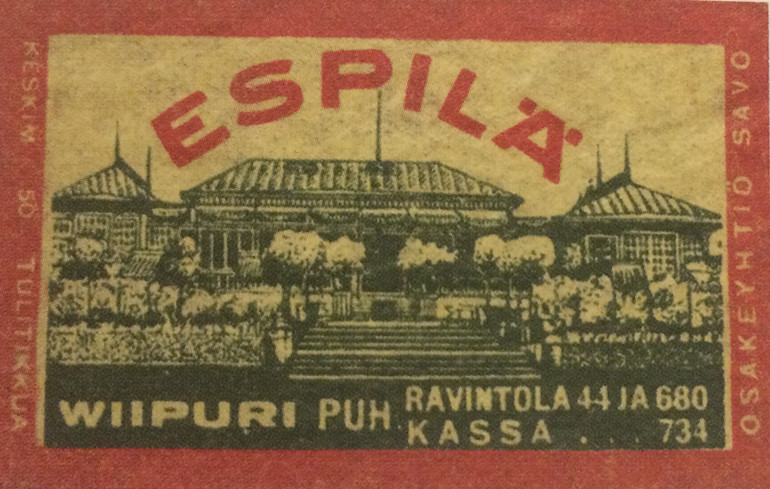 ESPILÄ
KESKIM. 50 TULITIKKUA
OSAKEYHTIÖ SAVO
WIIPURI PUH. RAVINTOLA 44 JA 680
KASSA . . . 734